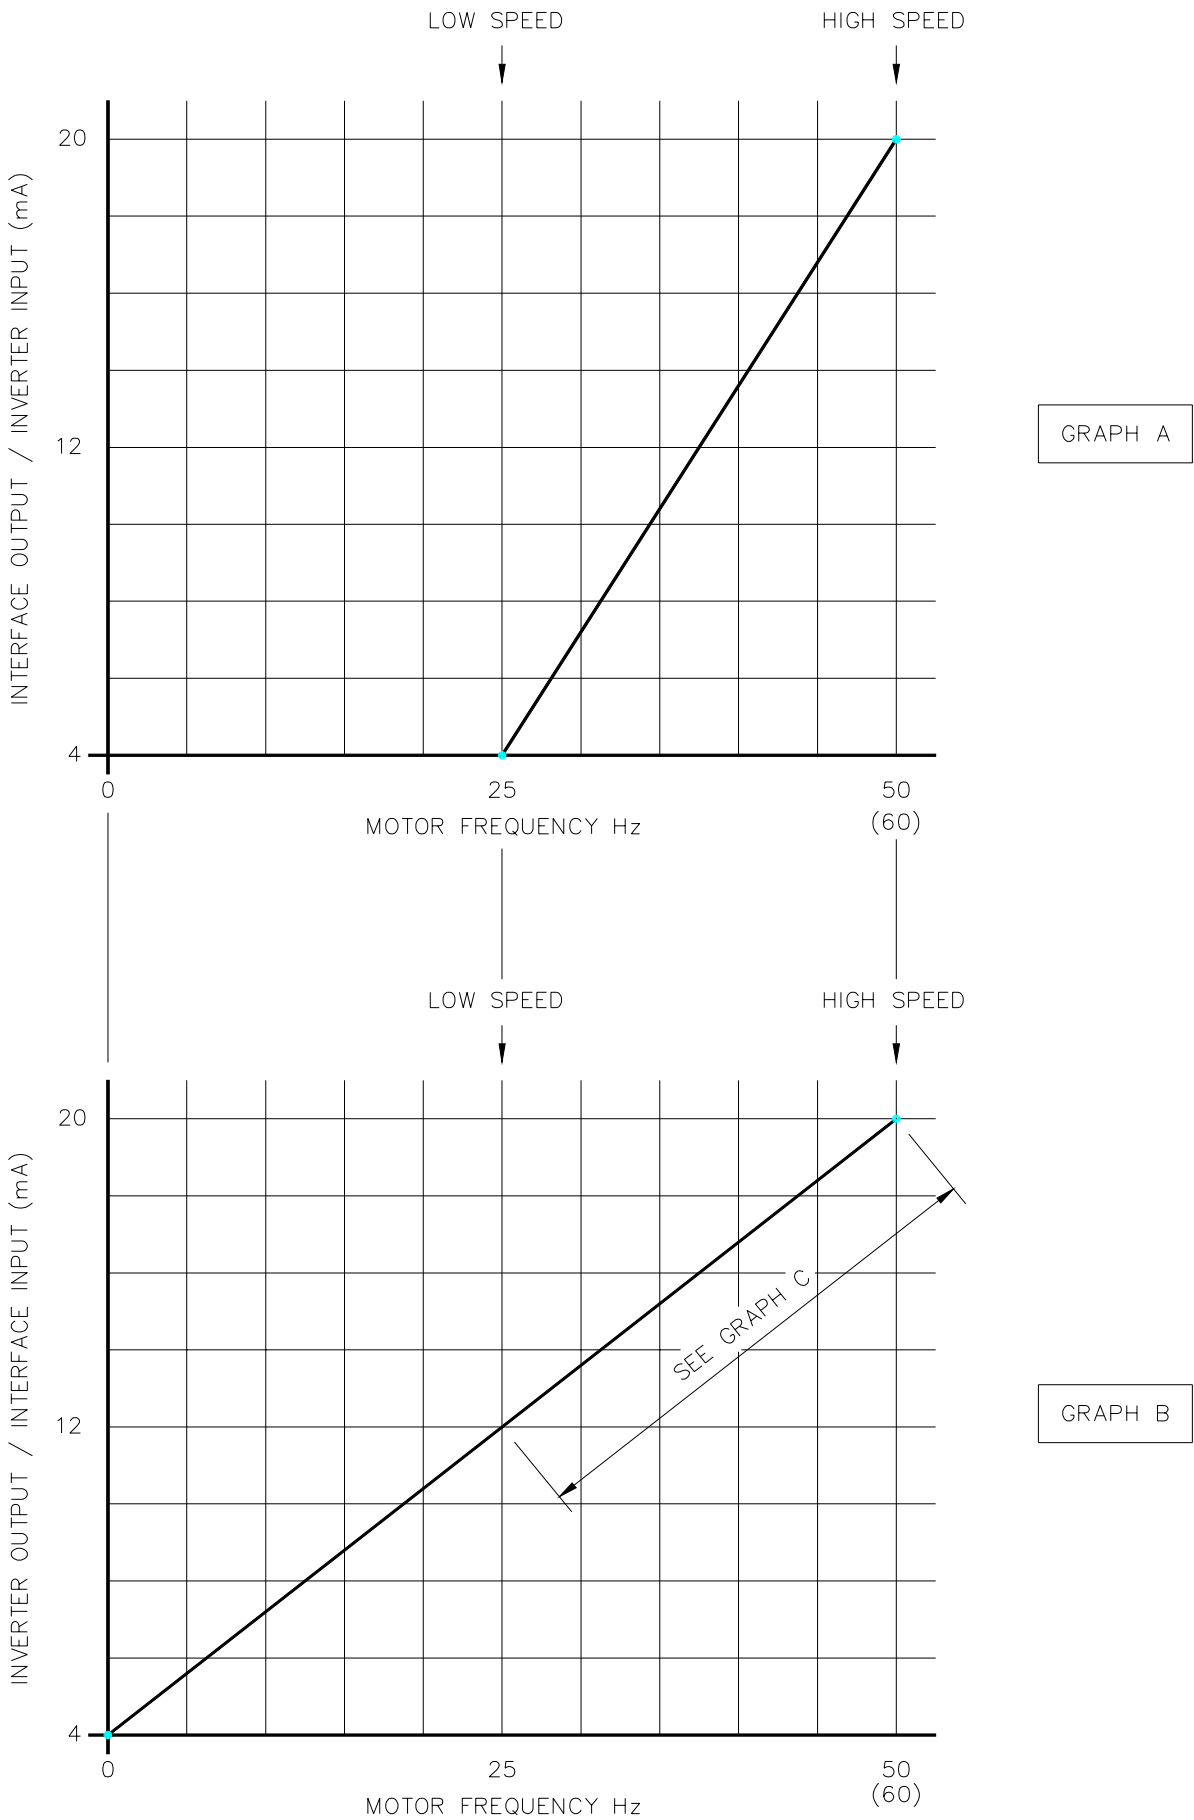 LOW SPEED
HIGH SPEED
INTERFACE OUTPUT / INVERTER INPUT (mA)
20
12
4
GRAPH A
0
25
50
MOTOR FREQUENCY Hz
(60)
LOW SPEED
HIGH SPEED
INVERTER OUTPUT / INTERFACE INPUT (mA)
20
SEE GRAPH C
12
4
GRAPH B
0
25
50
MOTOR FREQUENCY Hz
(60)